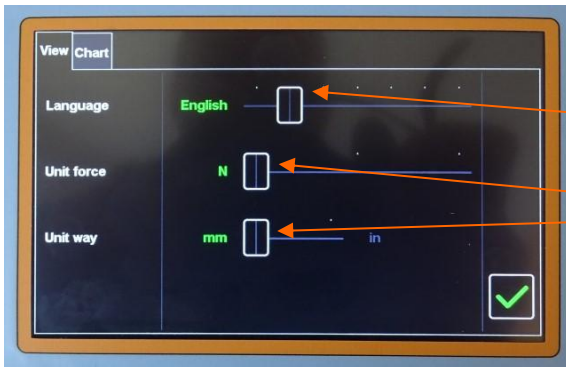 View Chart
Language English
Unit force N
Unit way mm in